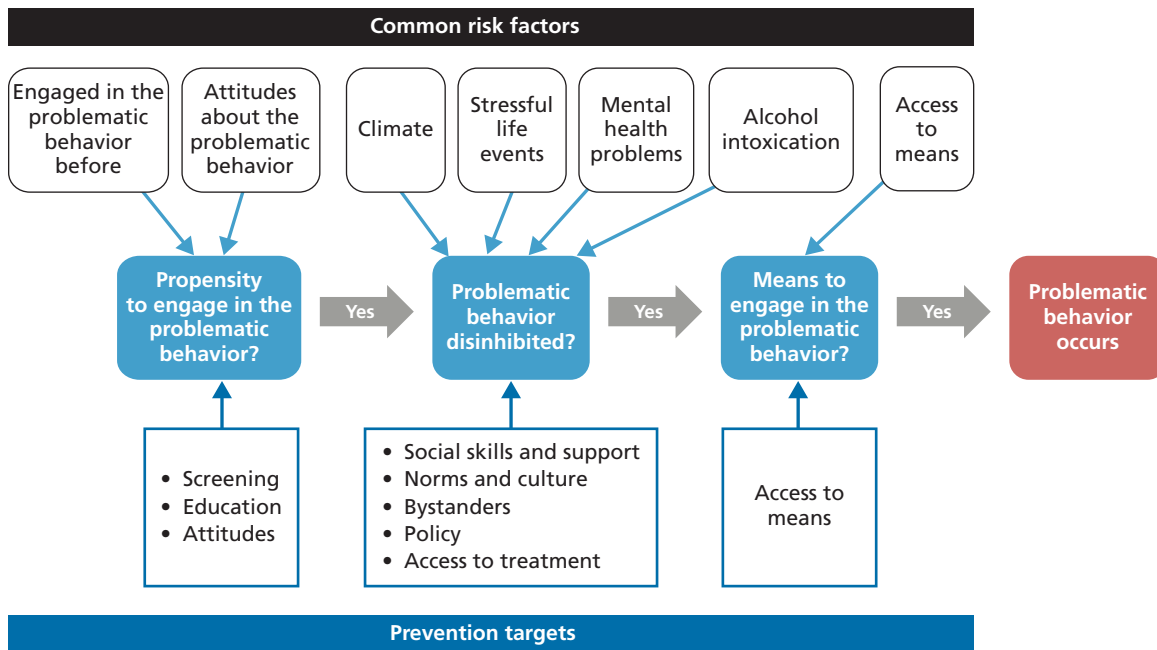 Common risk factors
Engaged in the
problematic
behavior
before
Attitudes
about the
problematic
behavior
Climate
Stressful
life
events
Mental
health
problems
Alcohol
intoxication
Access
to
means
Propensity
to engage in the
problematic
behavior?
Yes
Problematic
behavior
disinhibited?
Yes
Means to
engage in the
problematic
behavior?
Yes
Problematic
behavior
occurs
• Screening
• Education
• Attitudes
• Social skills and support
• Norms and culture
• Bystanders
• Policy
• Access to treatment
Access to
means
Prevention targets